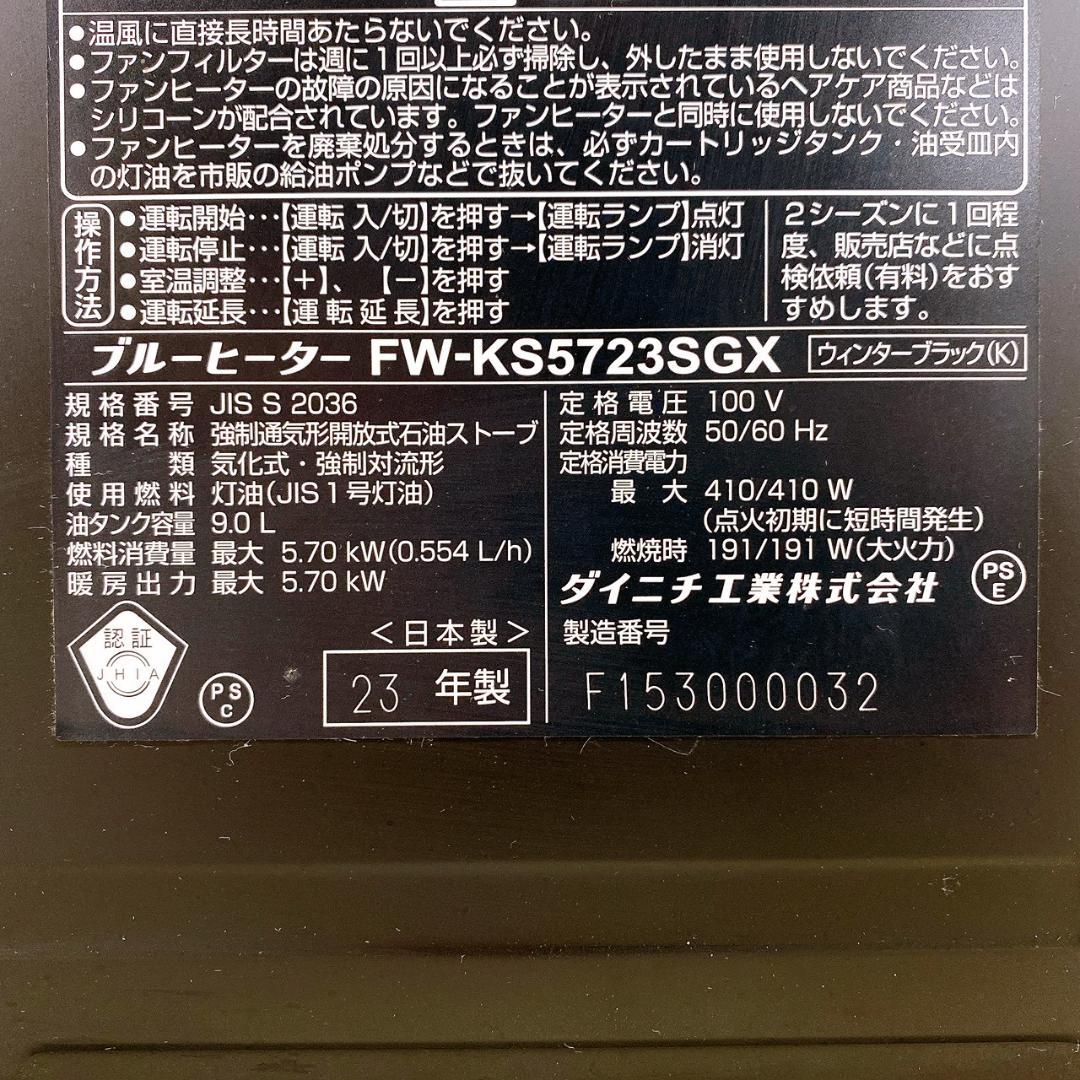 ●温風に直接長時間あたらないでください。
●ファンフィルターは週に1回以上必ず掃除し、外したまま使用しないでください。
●ファンヒーターの故障の原因になることが表示されているヘアケア商品などは
シリコーンが配合されています。ファンヒーターと同時に使用しないでください。
●ファンヒーターを廃棄処分するときは、必ずカートリッジタンク・油受皿内
の灯油を市販の給油ポンプなどで抜いてください。
操作方法
●運転開始…【運転 入/切】を押す→【運転ランプ】点灯
●運転停止…【運転 入/切】を押す→【運転ランプ】消灯
●室温調整…【+】、【−】を押す
●運転延長…【運転延長】を押す
2シーズンに1回程
度、販売店などに点
検依頼(有料)をおす
すめします。
ブルーヒーター FW-KS5723SGX ウィンターブラック(K)
規格番号 JIS S 2036
規格名称 強制通気形開放式石油ストーブ
種類 気化式・強制対流形
使用燃料 灯油(JIS1号灯油)
油タンク容量 9.0 L
燃料消費量 最大 5.70 kW(0.554 L/h)
暖房出力 最大 5.70 kW
定格電圧 100 V
定格周波数 50/60 Hz
定格消費電力
最大 410/410 W
(点火初期に短時間発生)
燃焼時 191/191 W(大火力)
ダイニチ工業株式会社
PS
E
認証
JHIA
PS
C
<日本製>
23 年製
製造番号
F153000032